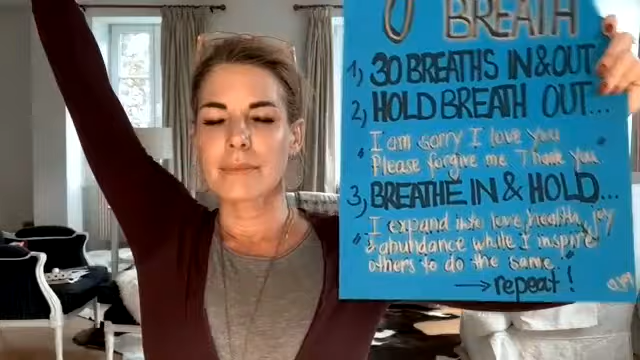 BREATH
1) 30 BREATHS IN & OUT
2) HOLD BREATH OUT...
"I am sorry I love you
Please forgive me Thank you."
3) BREATHE IN & HOLD...
"I expand into love, health, joy
& abundance while I inspire
others to do the same."
→ repeat!